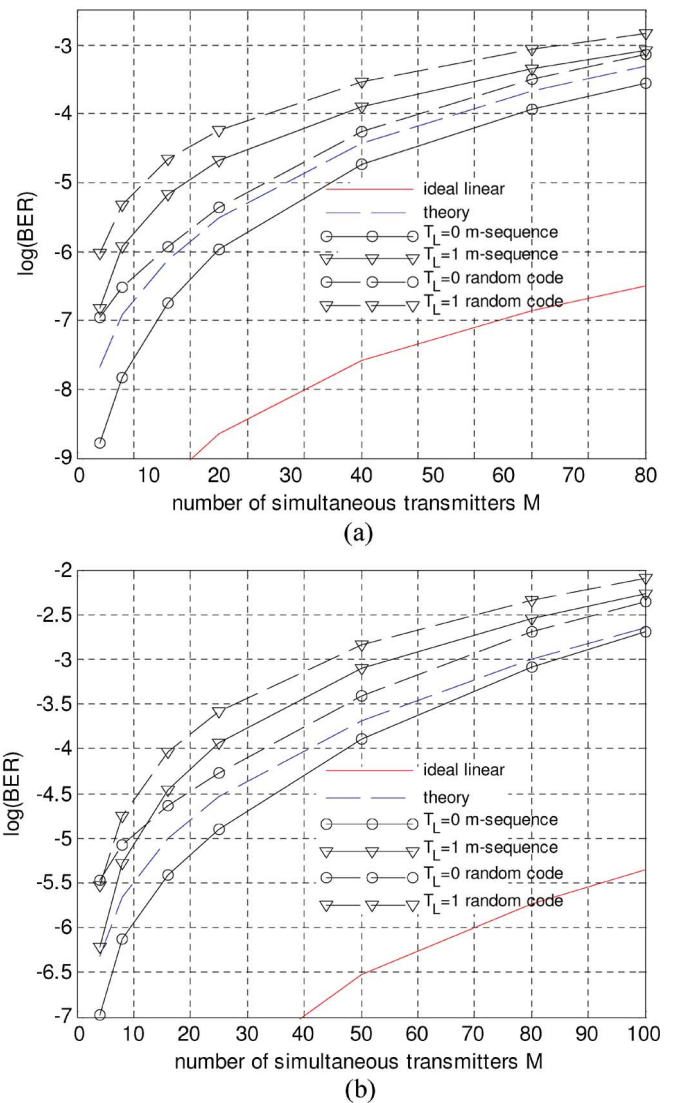 -3
-4
-5
-6
-7
-8
-9
log(BER)
ideal linear
theory
T_L=0 m-sequence
T_L=1 m-sequence
T_L=0 random code
T_L=1 random code
0 10 20 30 40 50 60 70 80
number of simultaneous transmitters M
(a)
-2
-2.5
-3
-3.5
-4
-4.5
-5
-5.5
-6
-6.5
-7
log(BER)
ideal linear
theory
T_L=0 m-sequence
T_L=1 m-sequence
T_L=0 random code
T_L=1 random code
0 10 20 30 40 50 60 70 80 90 100
number of simultaneous transmitters M
(b)